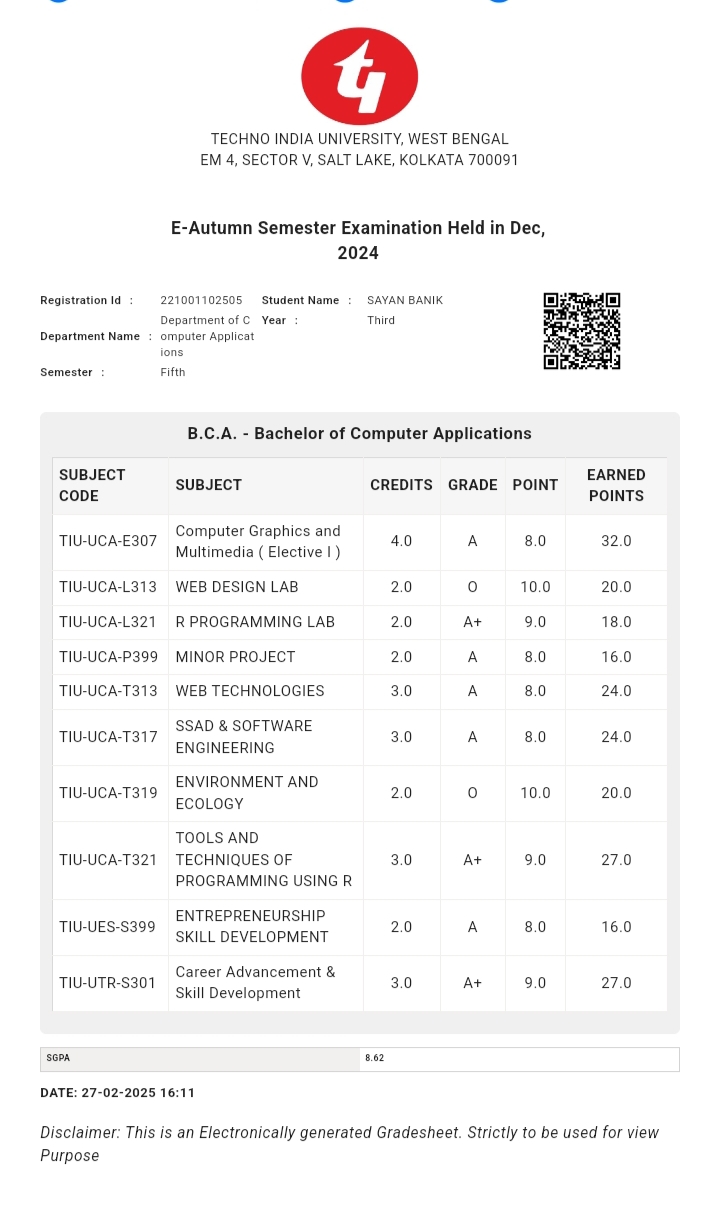 TECHNO INDIA UNIVERSITY, WEST BENGAL
EM 4, SECTOR V, SALT LAKE, KOLKATA 700091
E-Autumn Semester Examination Held in Dec,
2024
Registration Id : 221001102505 Student Name : SAYAN BANIK
Department Name : Department of C
omputer Applicat
ions
Year : Third
Semester : Fifth
B.C.A. - Bachelor of Computer Applications
SUBJECT
CODE
SUBJECT
CREDITS
GRADE
POINT
EARNED
POINTS
TIU-UCA-E307
Computer Graphics and
Multimedia ( Elective I )
4.0 A 8.0 32.0
TIU-UCA-L313 WEB DESIGN LAB 2.0 O 10.0 20.0
TIU-UCA-L321 R PROGRAMMING LAB 2.0 A+ 9.0 18.0
TIU-UCA-P399 MINOR PROJECT 2.0 A 8.0 16.0
TIU-UCA-T313 WEB TECHNOLOGIES 3.0 A 8.0 24.0
TIU-UCA-T317
SSAD & SOFTWARE
ENGINEERING
3.0 A 8.0 24.0
TIU-UCA-T319
ENVIRONMENT AND
ECOLOGY
2.0 O 10.0 20.0
TIU-UCA-T321
TOOLS AND
TECHNIQUES OF
PROGRAMMING USING R
3.0 A+ 9.0 27.0
TIU-UES-S399
ENTREPRENEURSHIP
SKILL DEVELOPMENT
2.0 A 8.0 16.0
TIU-UTR-S301
Career Advancement &
Skill Development
3.0 A+ 9.0 27.0
SGPA 8.62
DATE: 27-02-2025 16:11
Disclaimer: This is an Electronically generated Gradesheet. Strictly to be used for view
Purpose